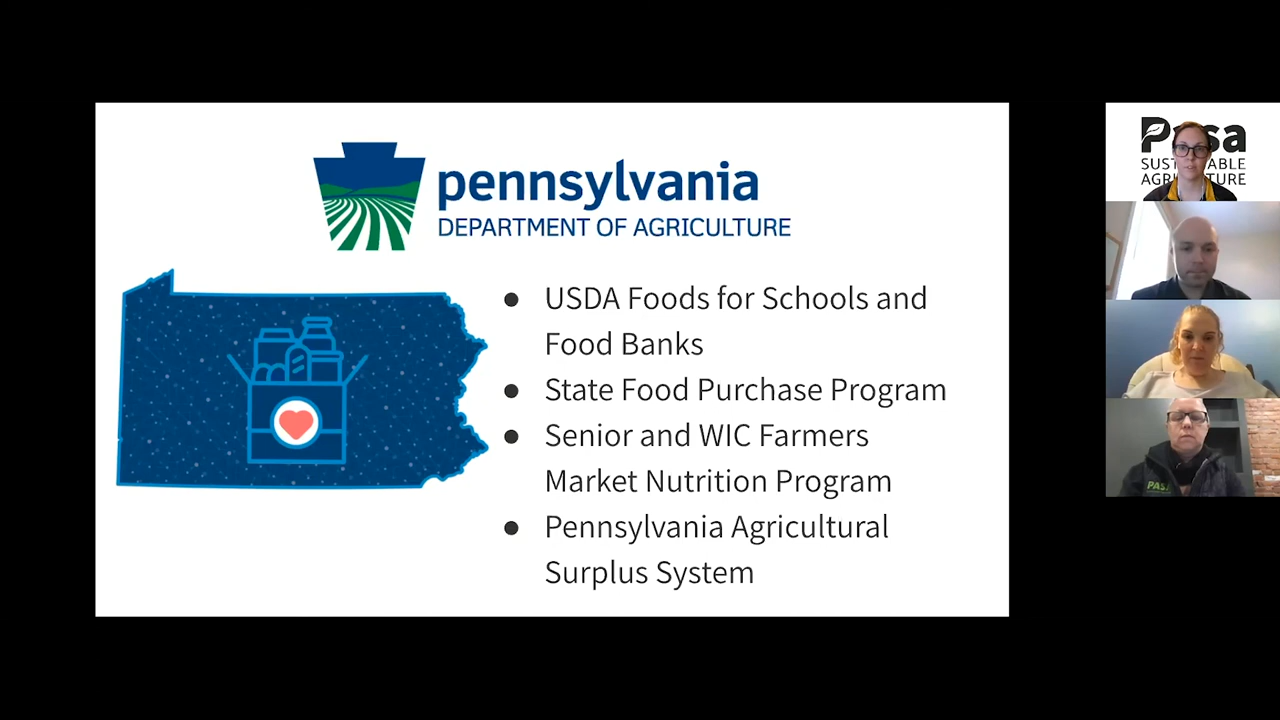 pennsylvania
DEPARTMENT OF AGRICULTURE
● USDA Foods for Schools and
Food Banks
● State Food Purchase Program
● Senior and WIC Farmers
Market Nutrition Program
● Pennsylvania Agricultural
Surplus System
PASA